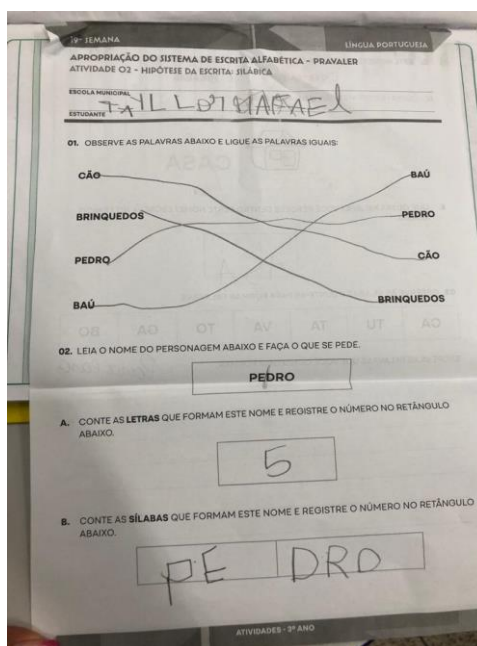 19ª SEMANA
LÍNGUA PORTUGUESA
APROPRIAÇÃO DO SISTEMA DE ESCRITA ALFABÉTICA - PRAVALER
ATIVIDADE 02 - HIPÓTESE DA ESCRITA: SILÁBICA
ESCOLA MUNICIPAL
ESTUDANTE
01. OBSERVE AS PALAVRAS ABAIXO E LIGUE AS PALAVRAS IGUAIS:
CÃO BAÚ
BRINQUEDOS PEDRO
PEDRO CÃO
BAÚ BRINQUEDOS
02. LEIA O NOME DO PERSONAGEM ABAIXO E FAÇA O QUE SE PEDE.
PEDRO
A. CONTE AS LETRAS QUE FORMAM ESTE NOME E REGISTRE O NÚMERO NO RETÂNGULO
ABAIXO.
5
B. CONTE AS SÍLABAS QUE FORMAM ESTE NOME E REGISTRE O NÚMERO NO RETÂNGULO
ABAIXO.
PE DRO
ATIVIDADES - 3º ANO